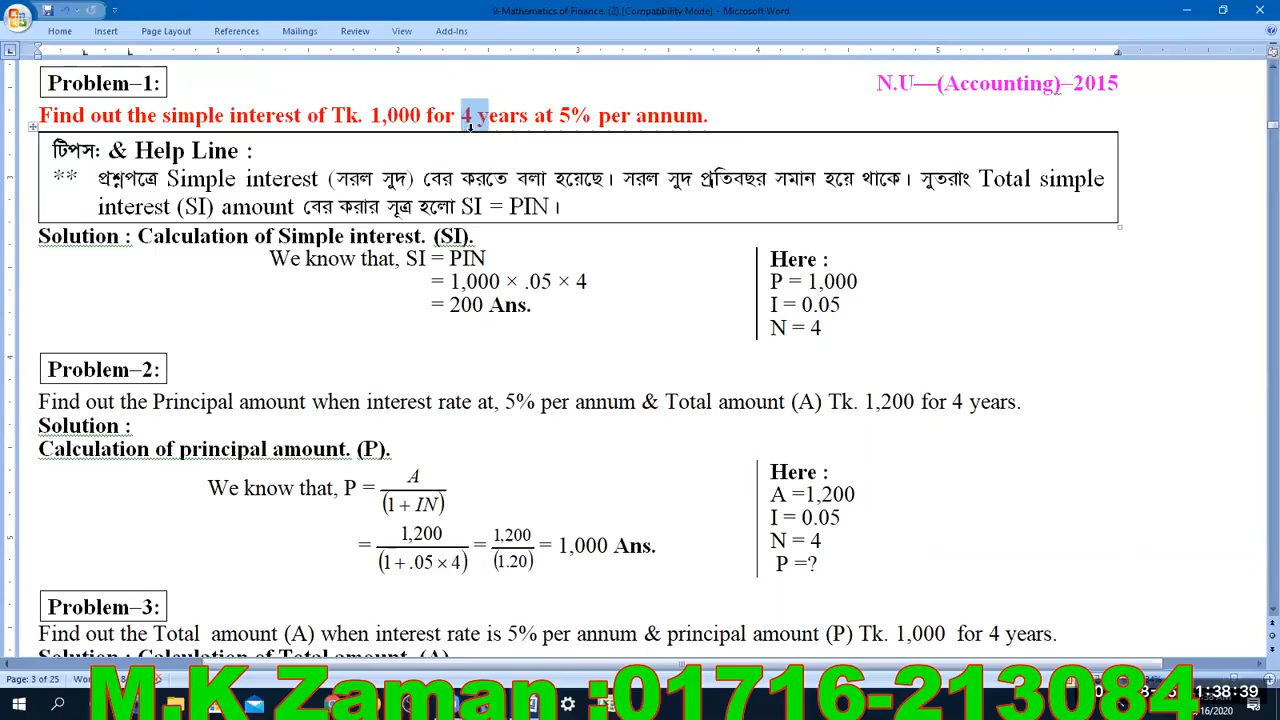 9-Mathematics of Finance. (2) [Compatibility Mode] - Microsoft Word
Home Insert Page Layout References Mailings Review View Add-Ins
Problem–1: N.U—(Accounting)–2015
Find out the simple interest of Tk. 1,000 for 4 years at 5% per annum.
টিপস: & Help Line :
** প্রশ্নপত্রে Simple interest (সরল সুদ) বের করতে বলা হয়েছে। সরল সুদ প্রতিবছর সমান হয়ে থাকে। সুতরাং Total simple
interest (SI) amount বের করার সূত্র হলো SI = PIN।
Solution : Calculation of Simple interest. (SI).
We know that, SI = PIN
= 1,000 × .05 × 4
= 200 Ans.
Here :
P = 1,000
I = 0.05
N = 4
Problem–2:
Find out the Principal amount when interest rate at, 5% per annum & Total amount (A) Tk. 1,200 for 4 years.
Solution :
Calculation of principal amount. (P).
We know that, P = A / (1 + IN)
= 1,200 / (1 + .05 × 4) = 1,200 / (1.20) = 1,000 Ans.
Here :
A =1,200
I = 0.05
N = 4
P =?
Problem–3:
Find out the Total amount (A) when interest rate is 5% per annum & principal amount (P) Tk. 1,000 for 4 years.
Solution : Calculation of Total amount. (A)
Page: 3 of 25
M.K Zaman :01716-213084
11:38:39